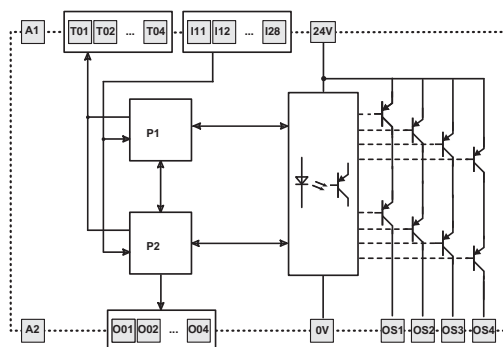 A1 T01 T02 ... T04 I11 I12 ... I28 24V
P1
P2
A2 O01 O02 ... O04 0V OS1 OS2 OS3 OS4